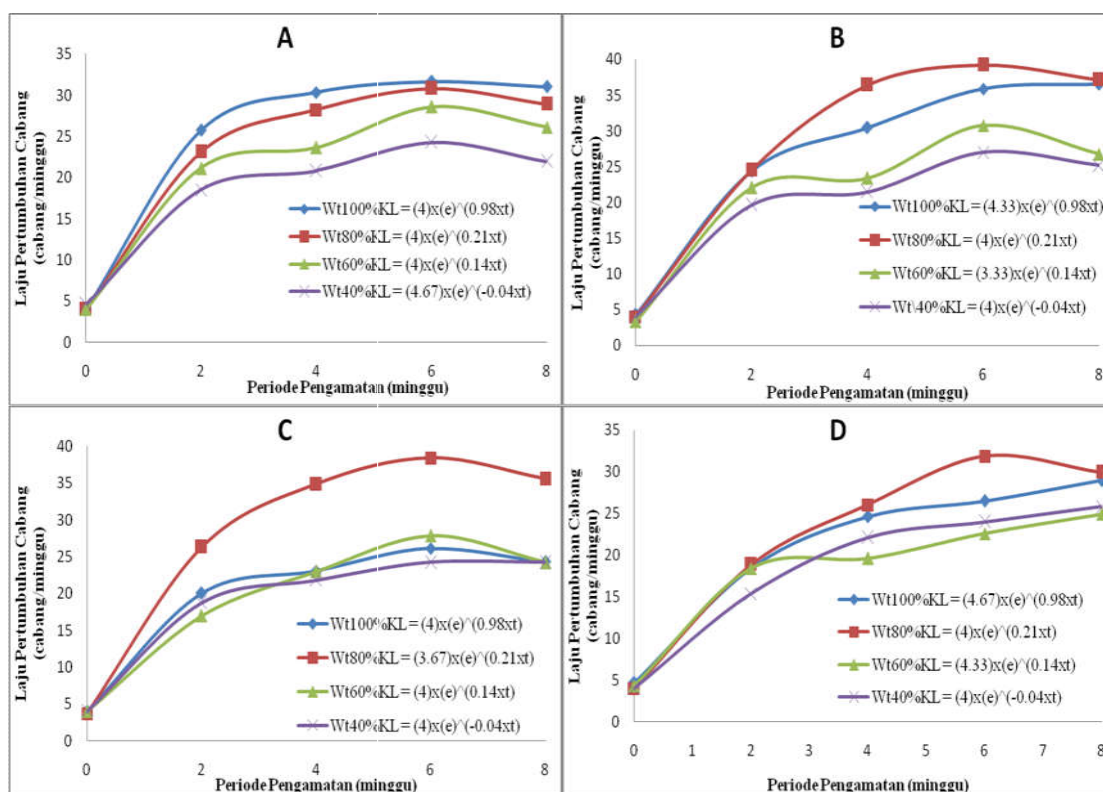 A
Laju Pertumbuhan Cabang
(cabang/minggu)
35
30
25
20
15
10
5
0
Wt100%KL = (4)x(e)^(0.98xt)
Wt80%KL = (4)x(e)^(0.21xt)
Wt60%KL = (4)x(e)^(0.14xt)
Wt40%KL = (4.67)x(e)^(-0.04xt)
0 2 4 6 8
Periode Pengamatan (minggu)
B
Laju Pertumbuhan Cabang
(cabang/minggu)
40
35
30
25
20
15
10
5
0
Wt100%KL = (4.33)x(e)^(0.98xt)
Wt80%KL = (4)x(e)^(0.21xt)
Wt60%KL = (3.33)x(e)^(0.14xt)
Wt\40%KL = (4)x(e)^(-0.04xt)
0 2 4 6 8
Periode Pengamatan (minggu)
C
Laju Pertumbuhan Cabang
(cabang/minggu)
40
35
30
25
20
15
10
5
0
Wt100%KL = (4)x(e)^(0.98xt)
Wt80%KL = (3.67)x(e)^(0.21xt)
Wt60%KL = (4)x(e)^(0.14xt)
Wt40%KL = (4)x(e)^(-0.04xt)
0 2 4 6 8
Periode Pengamatan (minggu)
D
Laju Pertumbuhan Cabang
(cabang/minggu)
35
30
25
20
15
10
5
0
Wt100%KL = (4.67)x(e)^(0.98xt)
Wt80%KL = (4)x(e)^(0.21xt)
Wt60%KL = (4.33)x(e)^(0.14xt)
Wt40%KL = (4)x(e)^(-0.04xt)
0 1 2 3 4 5 6 7 8
Periode Pengamatan (minggu)